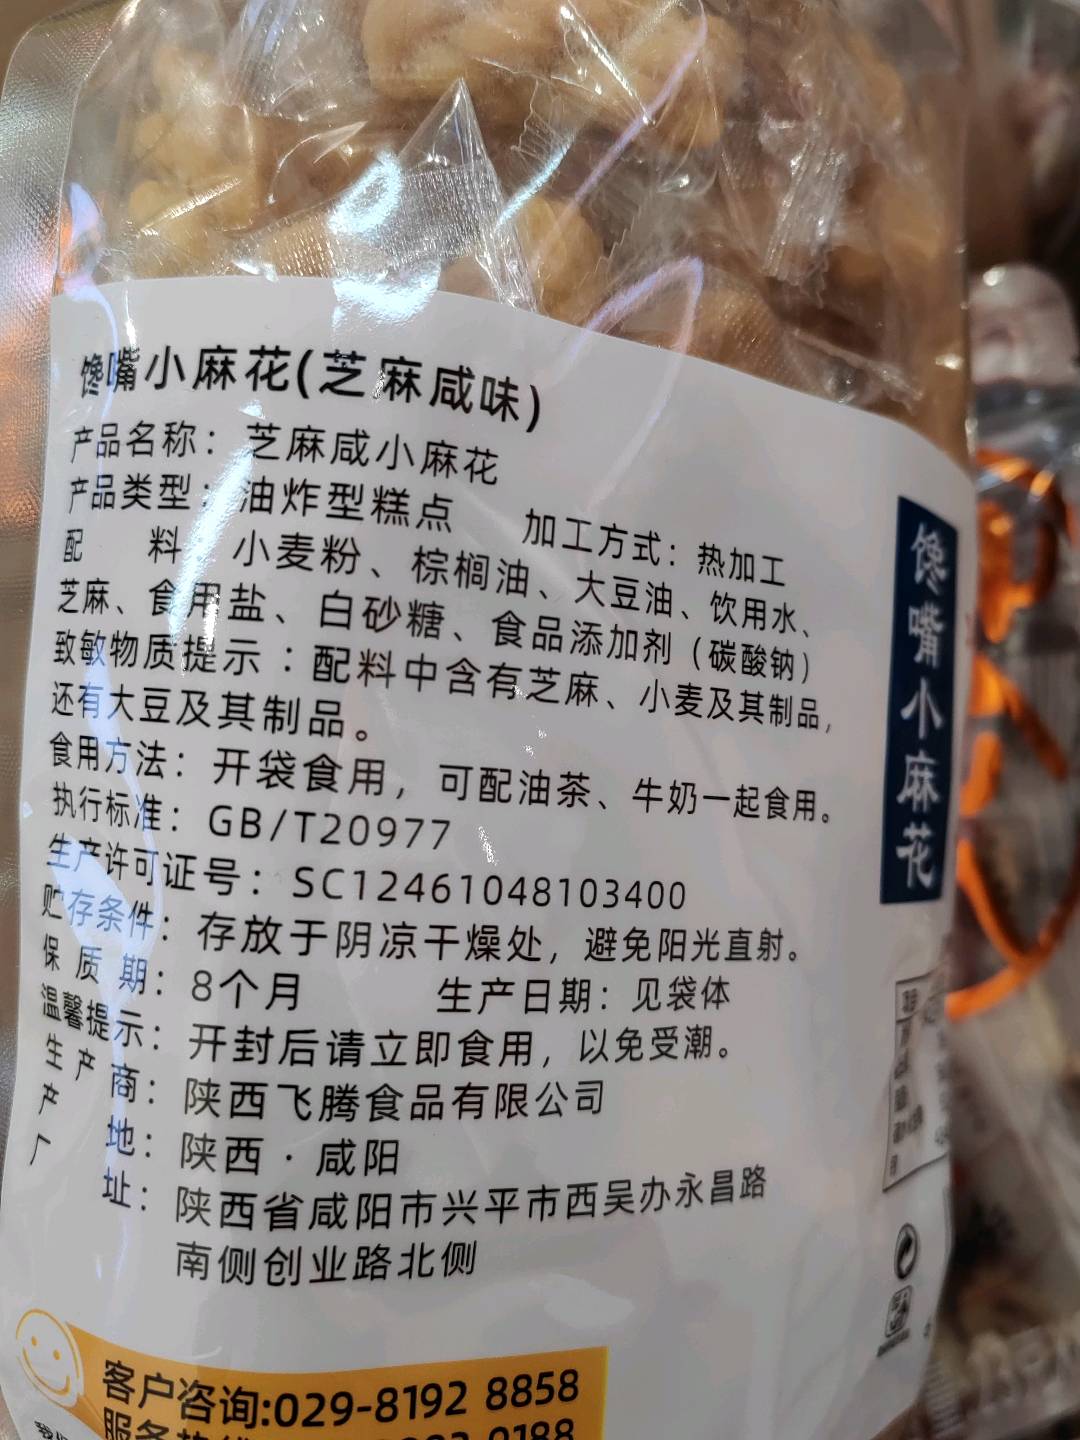 馋嘴小麻花(芝麻咸味)
产品名称：芝麻咸小麻花
产品类型：油炸型糕点 加工方式：热加工
配料：小麦粉、棕榈油、大豆油、饮用水、
芝麻、食用盐、白砂糖、食品添加剂（碳酸钠）
致敏物质提示：配料中含有芝麻、小麦及其制品，
还有大豆及其制品。
食用方法：开袋食用，可配油茶、牛奶一起食用。
执行标准：GB/T20977
生产许可证号：SC12461048103400
贮存条件：存放于阴凉干燥处，避免阳光直射。
保质期：8个月 生产日期：见袋体
温馨提示：开封后请立即食用，以免受潮。
生产商：陕西飞腾食品有限公司
产地：陕西·咸阳
厂址：陕西省咸阳市兴平市西吴办永昌路
南侧创业路北侧
客户咨询:029-8192 8858
服务热线
0188
馋嘴小麻花